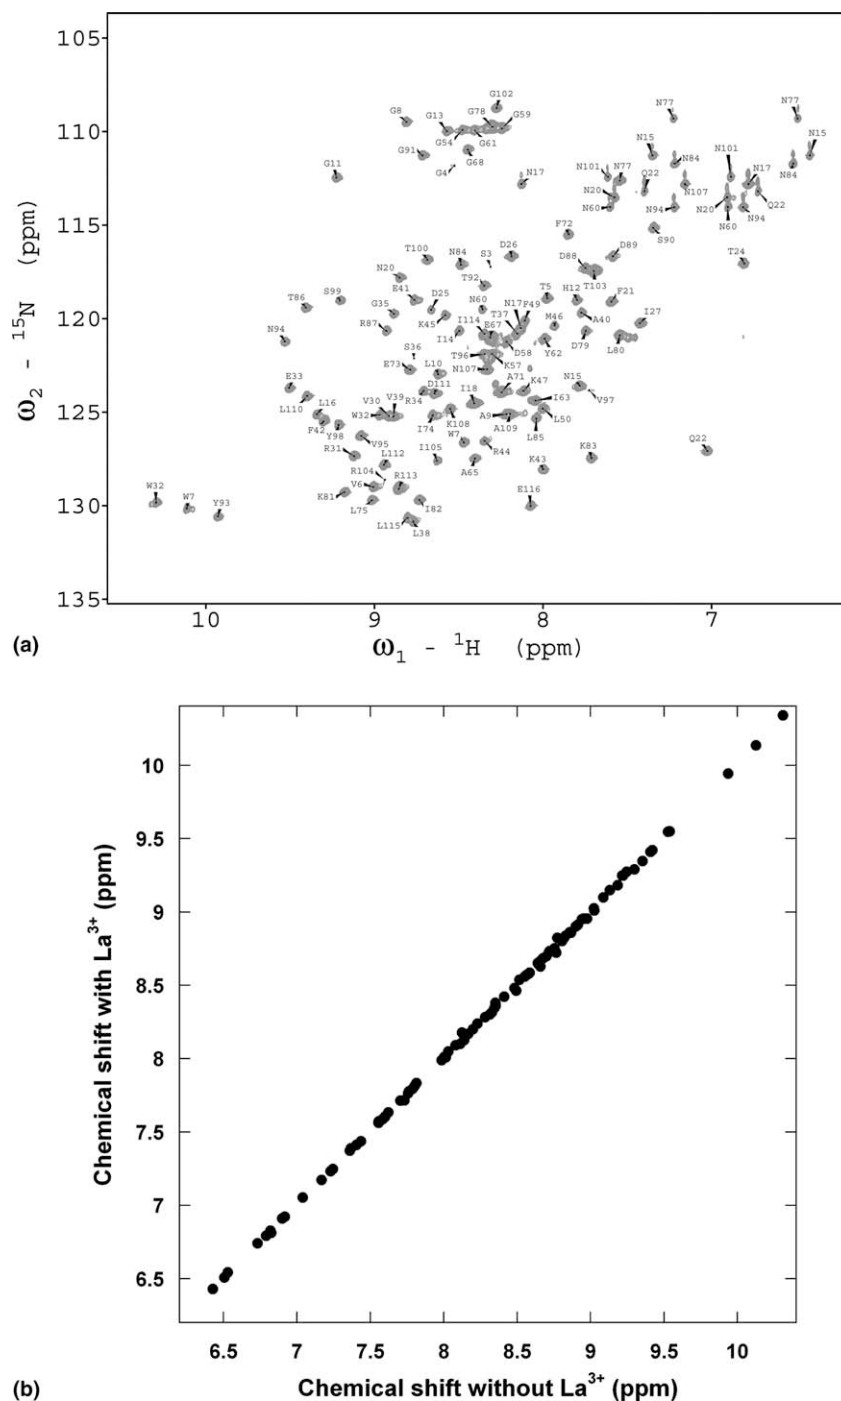 105
110
115
120
125
130
135
ω2 - 15N (ppm)
G102
G8
G13
G78
G59
N77
N77
G54
G61
N15
N15
G91
G68
N101
N84
G11
G4
N17
N101
N77
Q22
N17
N84
N20
N107
N60
N94
N20
N94
Q22
N60
F72
S90
T100
N84
S3
D26
D88
D89
T24
N20
T92
T103
S99
E41
D25
N60
T5
H12
F21
T86
G35
K45
I114
T37
N17
F49
M46
A40
I27
R87
I14
E67
N94
S36
T96
D58
Y62
D79
L80
E73
L10
N107
K57
E33
V39
D111
A71
K47
N15
V97
V30
R34
I18
I63
L110
L16
W32
K108
A9
L50
F42
Y98
I74
A109
L85
V95
W7
R44
R31
L112
I105
A65
K43
K83
Q22
R104
R113
V6
W32
W7
Y93
K81
L75
I82
E116
L115
L38
10
9
8
7
(a)
ω1 - 1H (ppm)
10
9.5
9
8.5
8
7.5
7
6.5
Chemical shift with La3+ (ppm)
6.5
7
7.5
8
8.5
9
9.5
10
(b)
Chemical shift without La3+ (ppm)